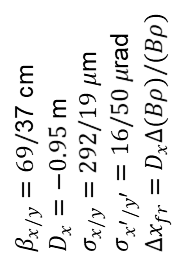 β_{x/y} = 69/37 cm
D_x = −0.95 m
σ_{x/y} = 292/19 μm
σ_{x'/y'} = 16/50 μrad
Δx_{fr} = D_xΔ(Bρ)/(Bρ)